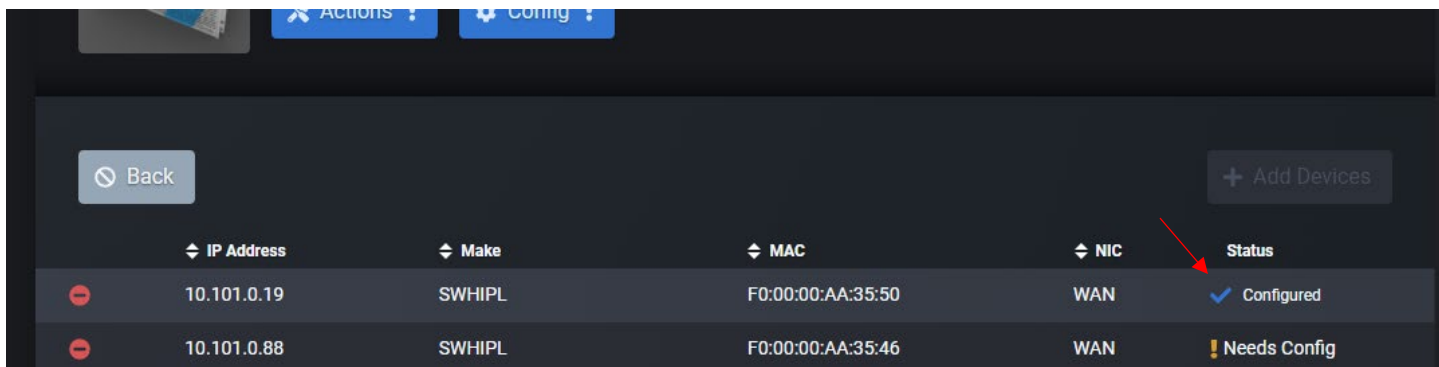 Actions
Config
Back
Add Devices
IP Address Make MAC NIC Status
10.101.0.19 SWHIPL F0:00:00:AA:35:50 WAN Configured
10.101.0.88 SWHIPL F0:00:00:AA:35:46 WAN Needs Config